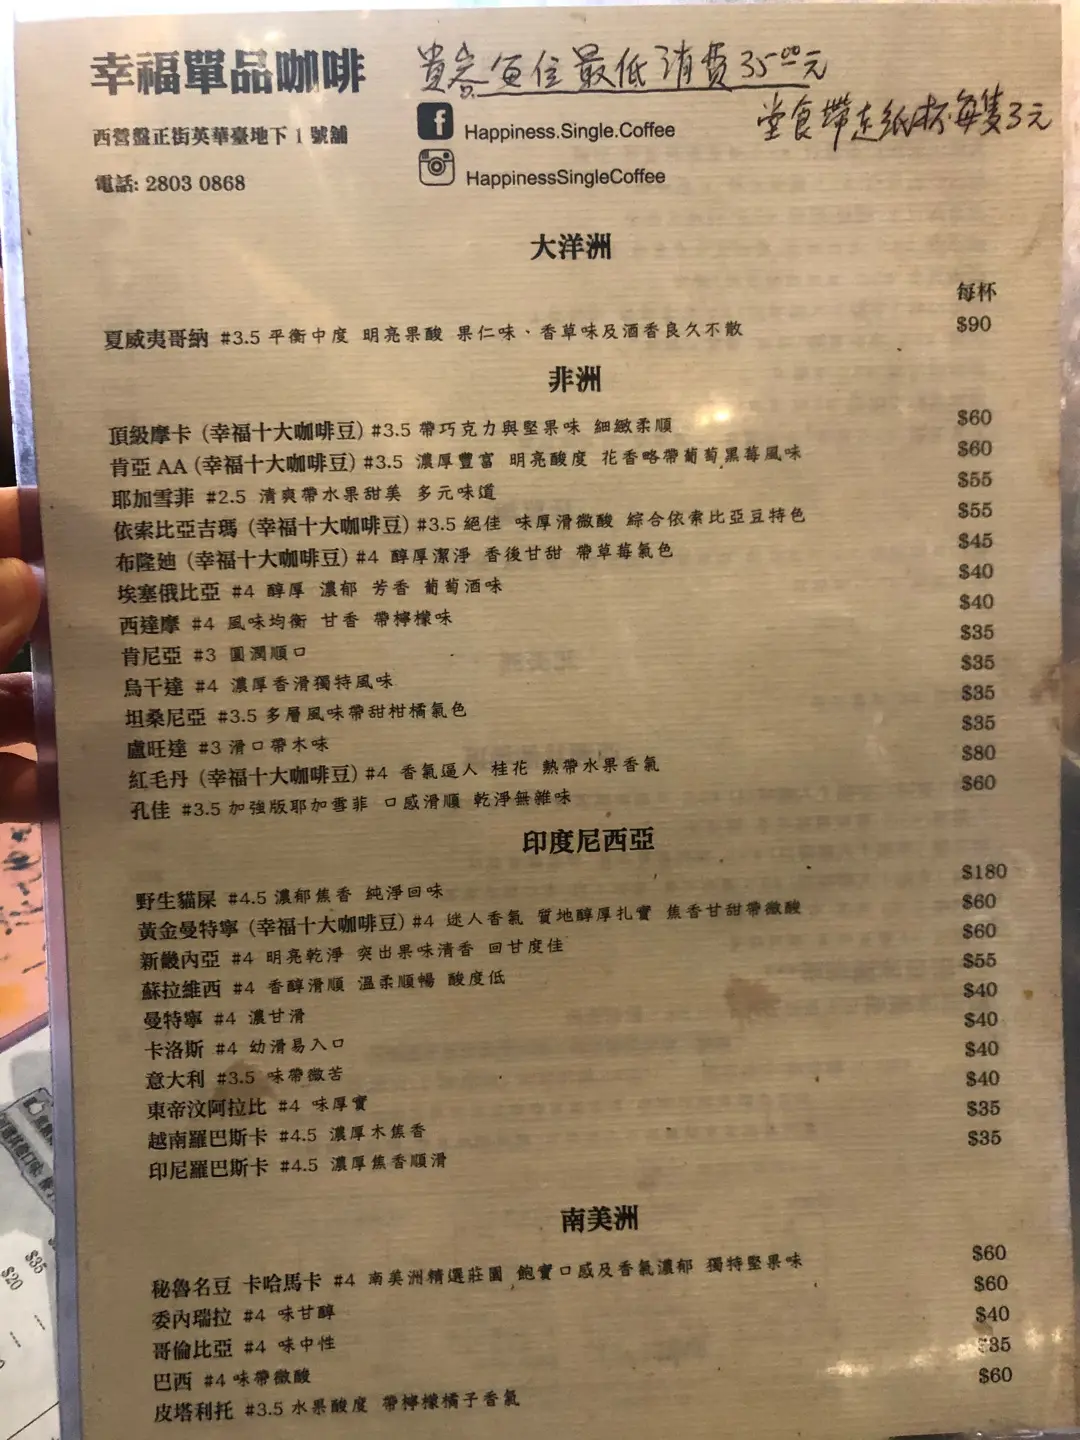 幸福單品咖啡
貴客每位最低消費35.00元
堂食帶走紙杯每隻3元
西營盤正街英華臺地下 1 號舖
Happiness.Single.Coffee
電話: 2803 0868
HappinessSingleCoffee
大洋洲
每杯
夏威夷哥納 #3.5 平衡中度 明亮果酸 果仁味、香草味及酒香良久不散 $90
非洲
頂級摩卡 (幸福十大咖啡豆) #3.5 帶巧克力與堅果味 細緻柔順 $60
肯亞 AA (幸福十大咖啡豆) #3.5 濃厚豐富 明亮酸度 花香略帶葡萄黑莓風味 $60
耶加雪菲 #2.5 清爽帶水果甜美 多元味道 $55
依索比亞吉瑪 (幸福十大咖啡豆) #3.5 絕佳 味厚滑微酸 綜合依索比亞豆特色 $55
布隆廸 (幸福十大咖啡豆) #4 醇厚潔淨 香後甘甜 帶草莓氣色 $45
埃塞俄比亞 #4 醇厚 濃郁 芳香 葡萄酒味 $40
西達摩 #4 風味均衡 甘香 帶檸檬味 $40
肯尼亞 #3 圓潤順口 $35
烏干達 #4 濃厚香滑獨特風味 $35
坦桑尼亞 #3.5 多層風味帶甜柑橘氣色 $35
盧旺達 #3 滑口帶木味 $35
紅毛丹 (幸福十大咖啡豆) #4 香氣逼人 桂花 熱帶水果香氣 $80
孔佳 #3.5 加強版耶加雪菲 口感滑順 乾淨無雜味 $60
印度尼西亞
野生貓屎 #4.5 濃郁焦香 純淨回味 $180
黃金曼特寧 (幸福十大咖啡豆) #4 迷人香氣 質地醇厚扎實 焦香甘甜帶微酸 $60
新畿內亞 #4 明亮乾淨 突出果味清香 回甘度佳 $60
蘇拉維西 #4 香醇滑順 溫柔順暢 酸度低 $55
曼特寧 #4 濃甘滑 $40
卡洛斯 #4 幼滑易入口 $40
意大利 #3.5 味帶微苦 $40
東帝汶阿拉比 #4 味厚實 $40
越南羅巴斯卡 #4.5 濃厚木焦香 $35
印尼羅巴斯卡 #4.5 濃厚焦香順滑 $35
南美洲
秘魯名豆 卡哈馬卡 #4 南美洲精選莊園 飽實口感及香氣濃郁 獨特堅果味 $60
委內瑞拉 #4 味甘醇 $60
哥倫比亞 #4 味中性 $40
巴西 #4 味帶微酸 $35
皮塔利托 #3.5 水果酸度 帶檸檬橘子香氣 $60
$35
$20